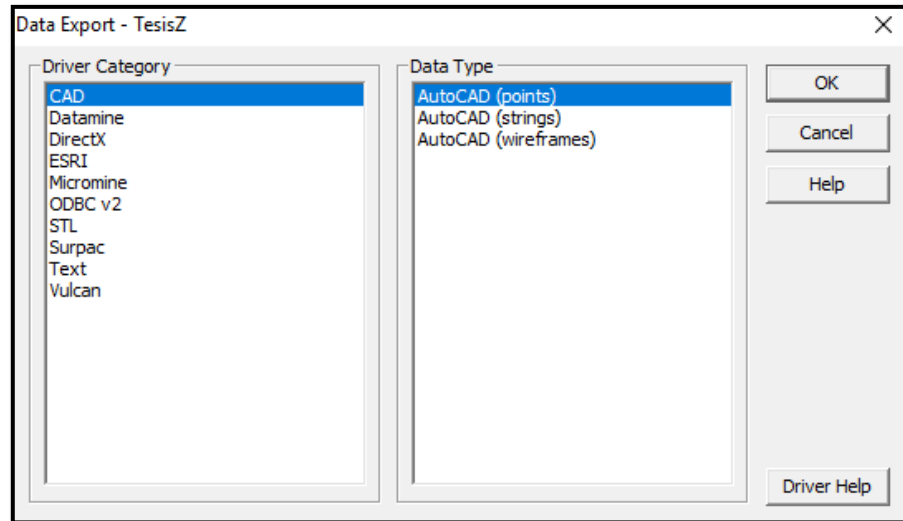 Data Export - TesisZ
Driver Category
CAD
Datamine
DirectX
ESRI
Micromine
ODBC v2
STL
Surpac
Text
Vulcan
Data Type
AutoCAD (points)
AutoCAD (strings)
AutoCAD (wireframes)
OK
Cancel
Help
Driver Help